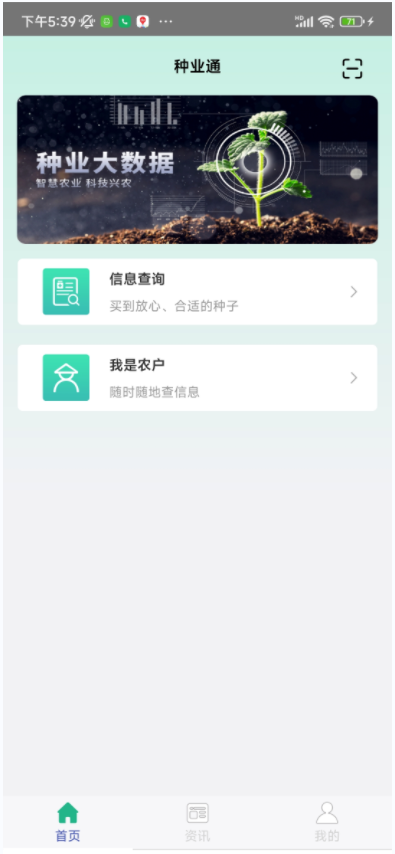 下午5:39
HD
71
种业通
种业大数据
智慧农业 科技兴农
信息查询
买到放心、合适的种子
我是农户
随时随地查信息
首页
资讯
我的